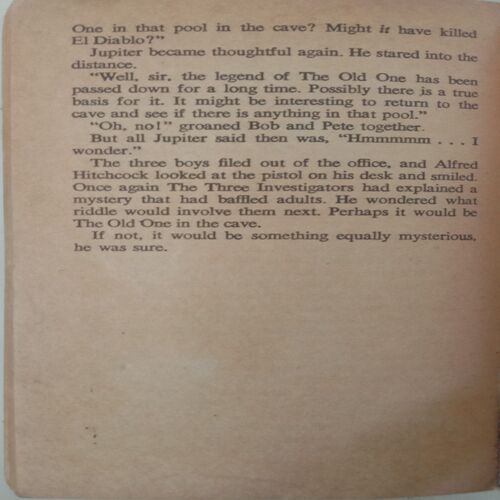 One in that pool in the cave? Might it have killed
El Diablo?"
Jupiter became thoughtful again. He stared into the
distance.
"Well, sir, the legend of The Old One has been
passed down for a long time. Possibly there is a true
basis for it. It might be interesting to return to the
cave and see if there is anything in that pool."
"Oh, no!" groaned Bob and Pete together.
But all Jupiter said then was, "Hmmmmm . . . I
wonder."
The three boys filed out of the office, and Alfred
Hitchcock looked at the pistol on his desk and smiled.
Once again The Three Investigators had explained a
mystery that had baffled adults. He wondered what
riddle would involve them next. Perhaps it would be
The Old One in the cave.
If not, it would be something equally mysterious,
he was sure.